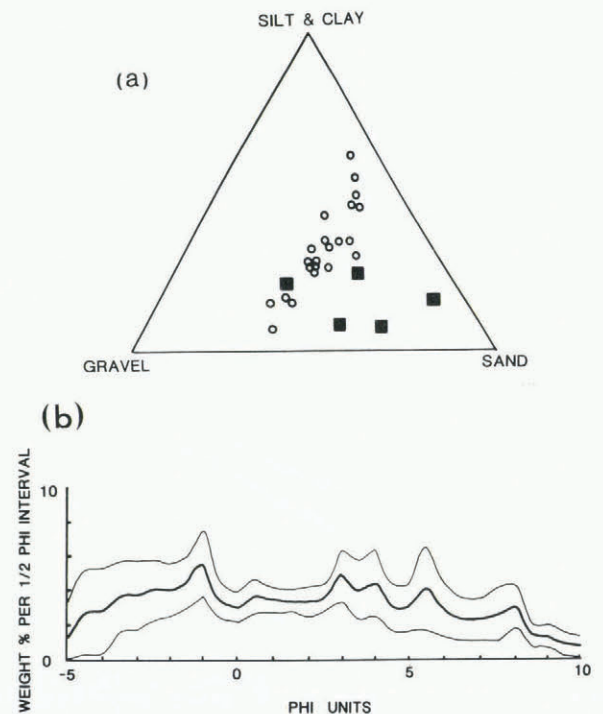 SILT & CLAY
(a)
GRAVEL
SAND
(b)
WEIGHT % PER 1/2 PHI INTERVAL
10
0
-5
0
5
10
PHI UNITS